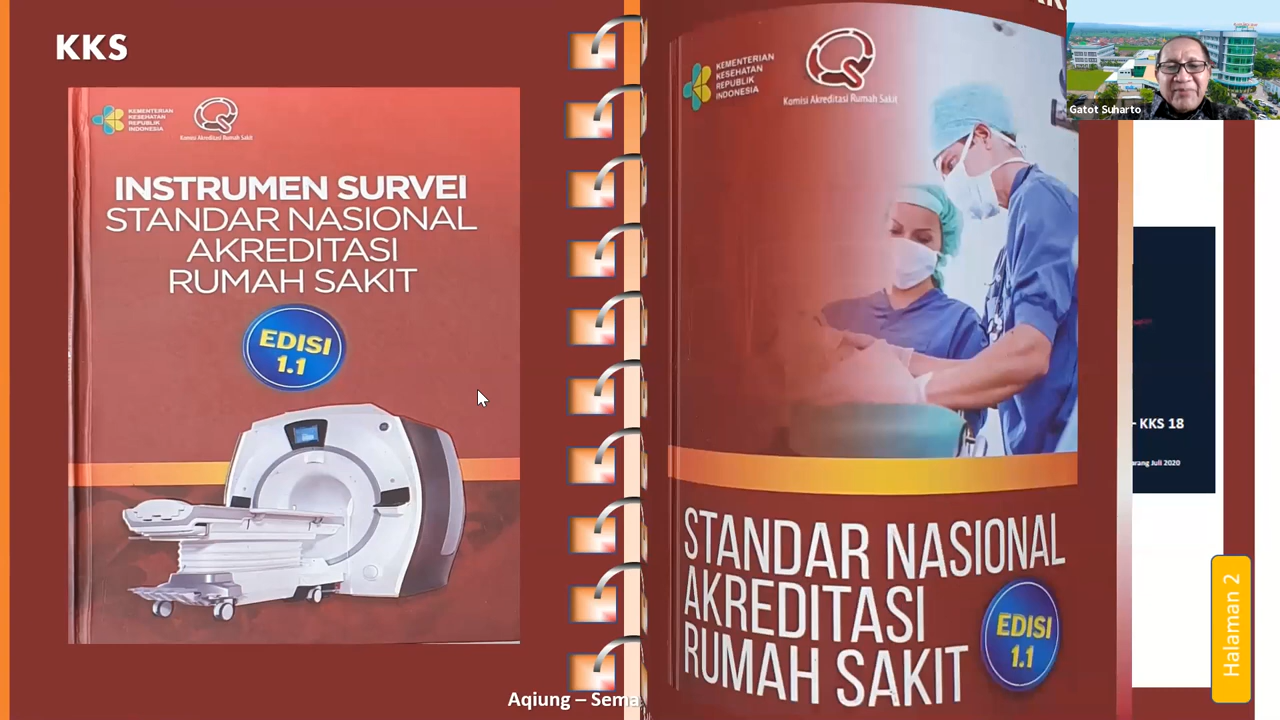 KKS
KEMENTERIAN
KESEHATAN
REPUBLIK
INDONESIA
Komisi Akreditasi Rumah Sakit
INSTRUMEN SURVEI
STANDAR NASIONAL
AKREDITASI
RUMAH SAKIT
EDISI
1.1
KEMENTERIAN
KESEHATAN
REPUBLIK
INDONESIA
Komisi Akreditasi Rumah Sakit
STANDAR NASIONAL
AKREDITASI
RUMAH SAKIT
EDISI
1.1
Gatot Suharto
- KKS 18
Juli 2020
Halaman 2
Aqiung – Sema